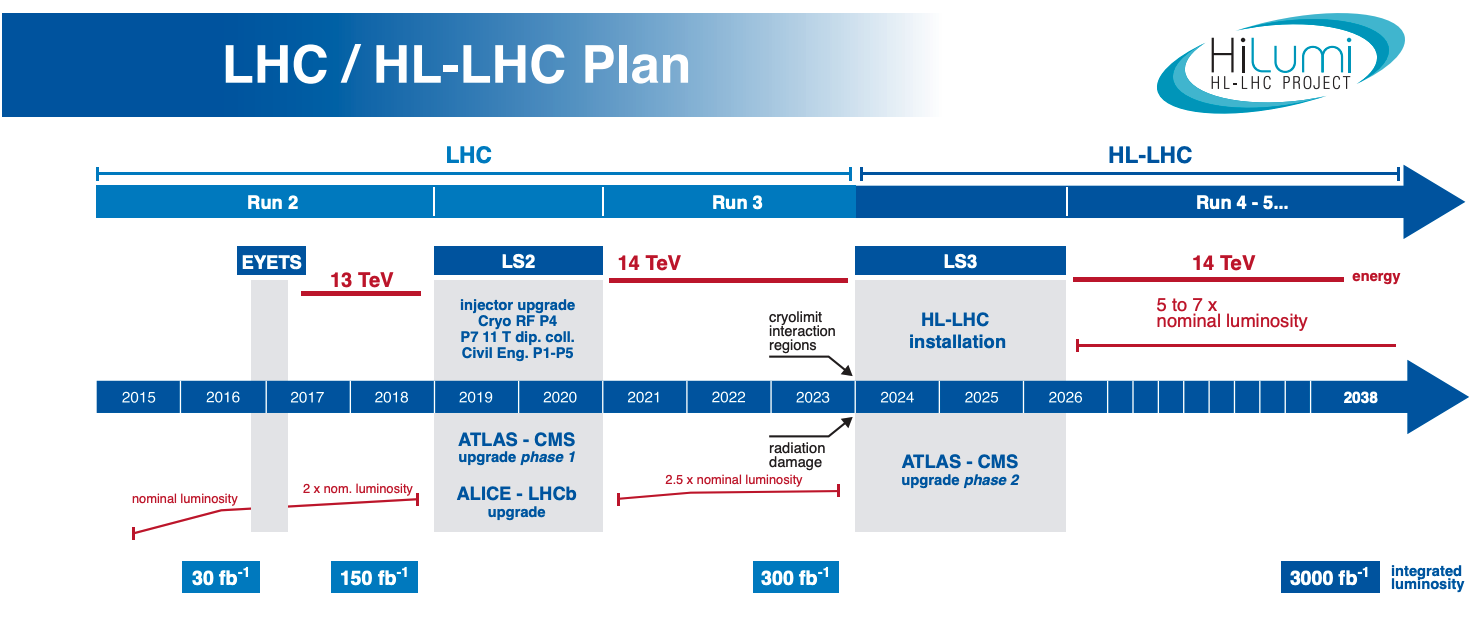 LHC / HL-LHC Plan
HiLumi
HL-LHC PROJECT
LHC
HL-LHC
Run 2
Run 3
Run 4 - 5...
EYETS
13 TeV
LS2
14 TeV
LS3
14 TeV
energy
injector upgrade
Cryo RF P4
P7 11 T dip. coll.
Civil Eng. P1-P5
cryolimit
interaction
regions
HL-LHC
installation
5 to 7 x
nominal luminosity
2015
2016
2017
2018
2019
2020
2021
2022
2023
2024
2025
2026
2038
ATLAS - CMS
upgrade phase 1
ALICE - LHCb
upgrade
radiation
damage
ATLAS - CMS
upgrade phase 2
nominal luminosity
2 x nom. luminosity
2.5 x nominal luminosity
30 fb-1
150 fb-1
300 fb-1
3000 fb-1
integrated
luminosity